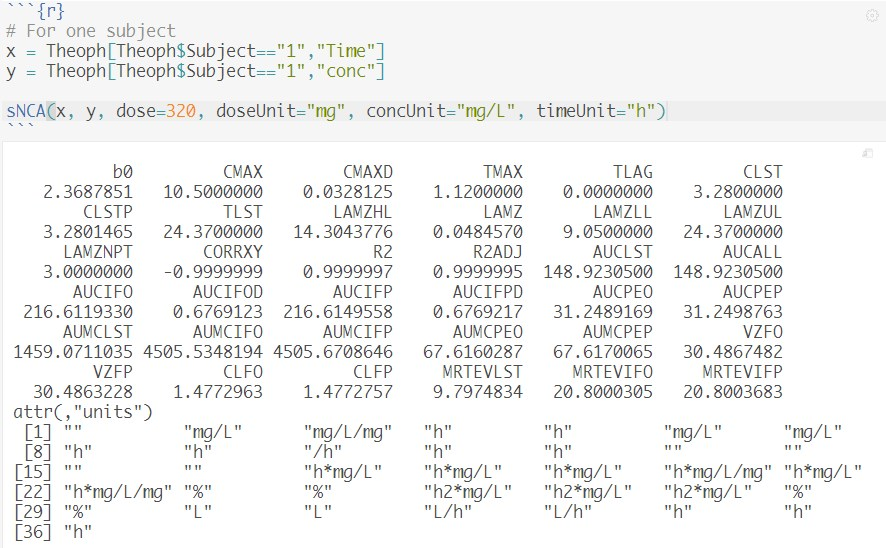 ```{r}
# For one subject
x = Theoph[Theoph$Subject=="1","Time"]
y = Theoph[Theoph$Subject=="1","conc"]
sNCA(x, y, dose=320, doseUnit="mg", concUnit="mg/L", timeUnit="h")
```
b0 CMAX CMAXD TMAX TLAG CLST
2.3687851 10.5000000 0.0328125 1.1200000 0.0000000 3.2800000
CLSTP TLST LAMZHL LAMZ LAMZLL LAMZUL
3.2801465 24.3700000 14.3043776 0.0484570 9.0500000 24.3700000
LAMZNPT CORRXY R2 R2ADJ AUCLST AUCALL
3.0000000 -0.9999999 0.9999997 0.9999995 148.9230500 148.9230500
AUCIFO AUCIFOD AUCIFP AUCIFPD AUCPEO AUCPEP
216.6119330 0.6769123 216.6149558 0.6769217 31.2489169 31.2498763
AUMCLST AUMCIFO AUMCIFP AUMCPEO AUMCPEP VZFO
1459.0711035 4505.5348194 4505.6708646 67.6160287 67.6170065 30.4867482
VZFP CLFO CLFP MRTEVLST MRTEVIFO MRTEVIFP
30.4863228 1.4772963 1.4772757 9.7974834 20.8000305 20.8003683
attr(,"units")
[1] "" "mg/L" "mg/L/mg" "h" "h" "mg/L" "mg/L"
[8] "h" "h" "/h" "h" "h" "" ""
[15] "" "" "h*mg/L" "h*mg/L" "h*mg/L" "h*mg/L/mg" "h*mg/L"
[22] "h*mg/L/mg" "%" "%" "h2*mg/L" "h2*mg/L" "h2*mg/L" "%"
[29] "%" "L" "L" "L/h" "L/h" "h" "h"
[36] "h"